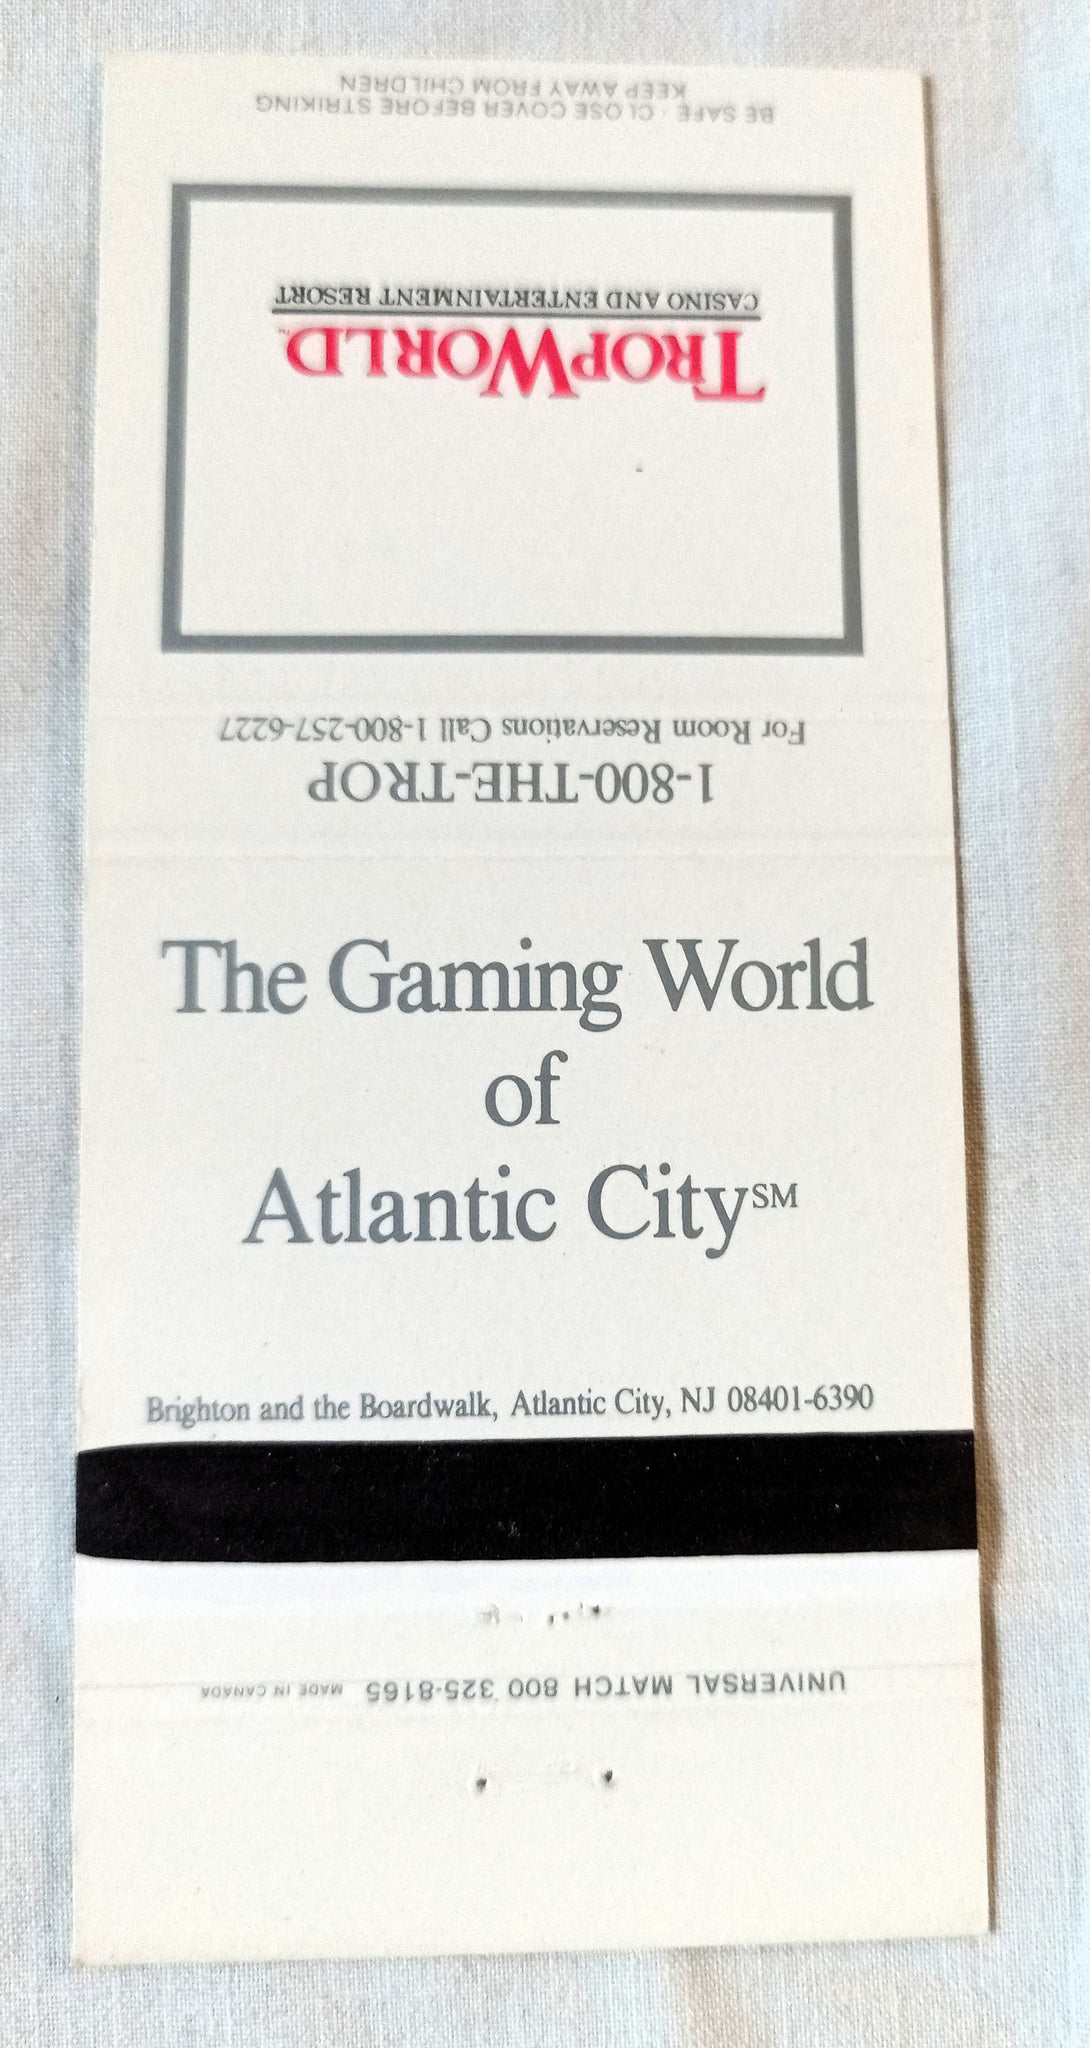 BE SAFE - CLOSE COVER BEFORE STRIKING
KEEP AWAY FROM CHILDREN
TROPWORLD™
CASINO AND ENTERTAINMENT RESORT
1-800-THE-TROP
For Room Reservations Call 1-800-257-6227
The Gaming World
of
Atlantic City℠
Brighton and the Boardwalk, Atlantic City, NJ 08401-6390
UNIVERSAL MATCH 800 325-8165 MADE IN CANADA